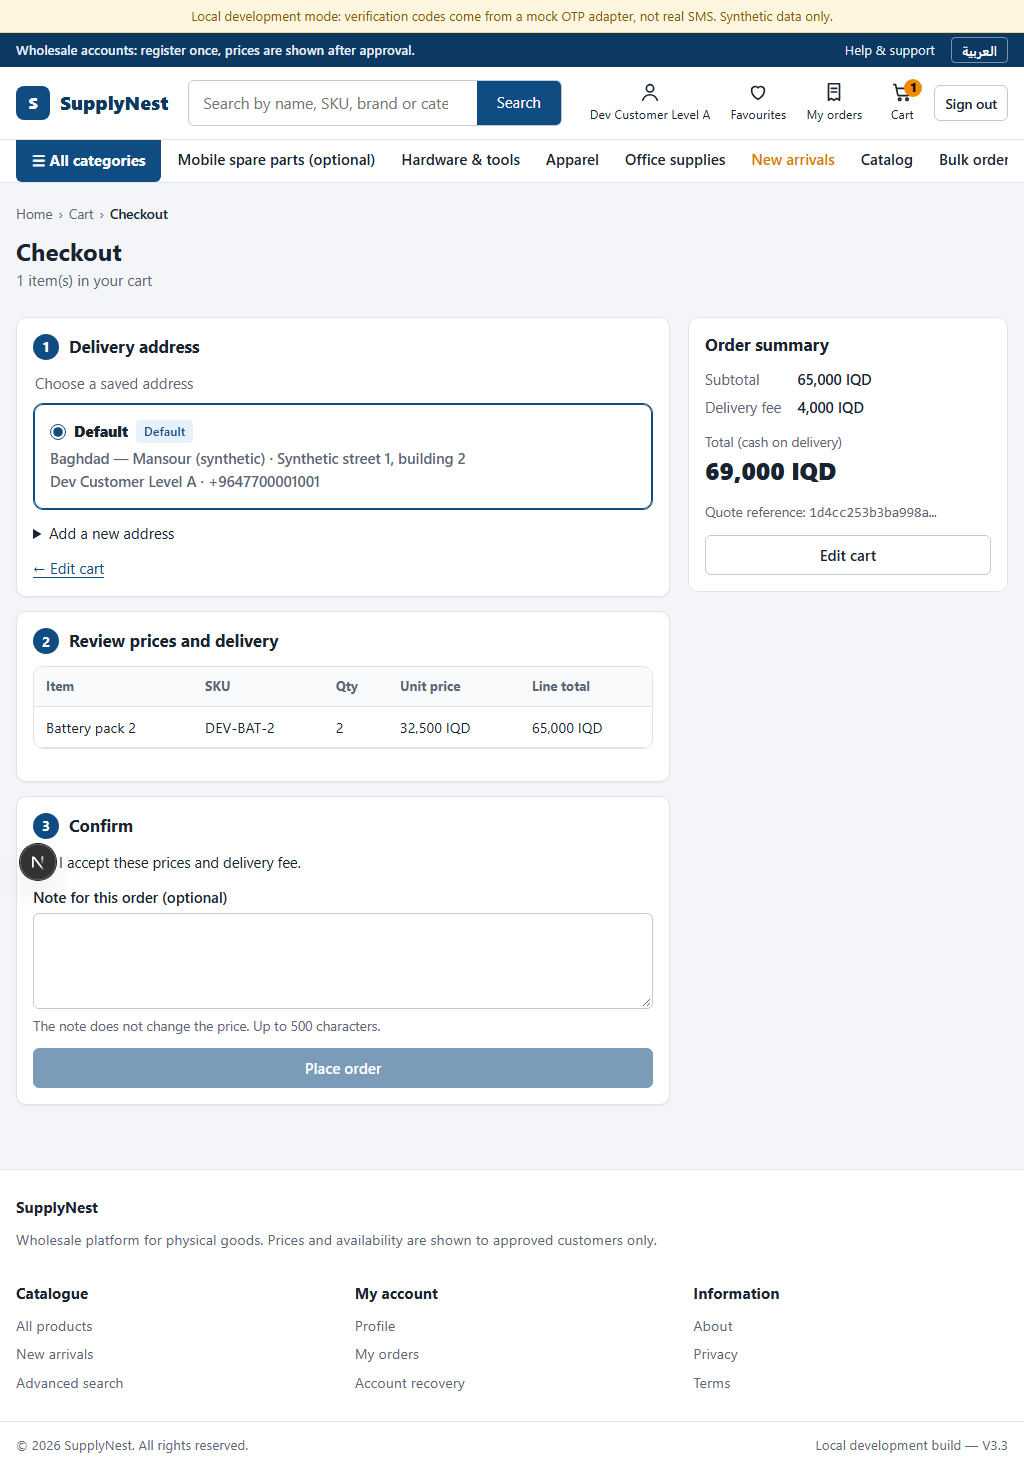 Local development mode: verification codes come from a mock OTP adapter, not real SMS. Synthetic data only.
Wholesale accounts: register once, prices are shown after approval.
Help & support
العربية
S
SupplyNest
Search by name, SKU, brand or cate
Search
Dev Customer Level A
Favourites
My orders
1
Cart
Sign out
☰ All categories
Mobile spare parts (optional)
Hardware & tools
Apparel
Office supplies
New arrivals
Catalog
Bulk order
Home › Cart › Checkout
Checkout
1 item(s) in your cart
1 Delivery address
Choose a saved address
Default Default
Baghdad — Mansour (synthetic) · Synthetic street 1, building 2
Dev Customer Level A · +9647700001001
Add a new address
← Edit cart
Order summary
Subtotal 65,000 IQD
Delivery fee 4,000 IQD
Total (cash on delivery)
69,000 IQD
Quote reference: 1d4cc253b3ba998a…
Edit cart
2 Review prices and delivery
Item SKU Qty Unit price Line total
Battery pack 2 DEV-BAT-2 2 32,500 IQD 65,000 IQD
3 Confirm
N
I accept these prices and delivery fee.
Note for this order (optional)
The note does not change the price. Up to 500 characters.
Place order
SupplyNest
Wholesale platform for physical goods. Prices and availability are shown to approved customers only.
Catalogue
All products
New arrivals
Advanced search
My account
Profile
My orders
Account recovery
Information
About
Privacy
Terms
© 2026 SupplyNest. All rights reserved.
Local development build — V3.3